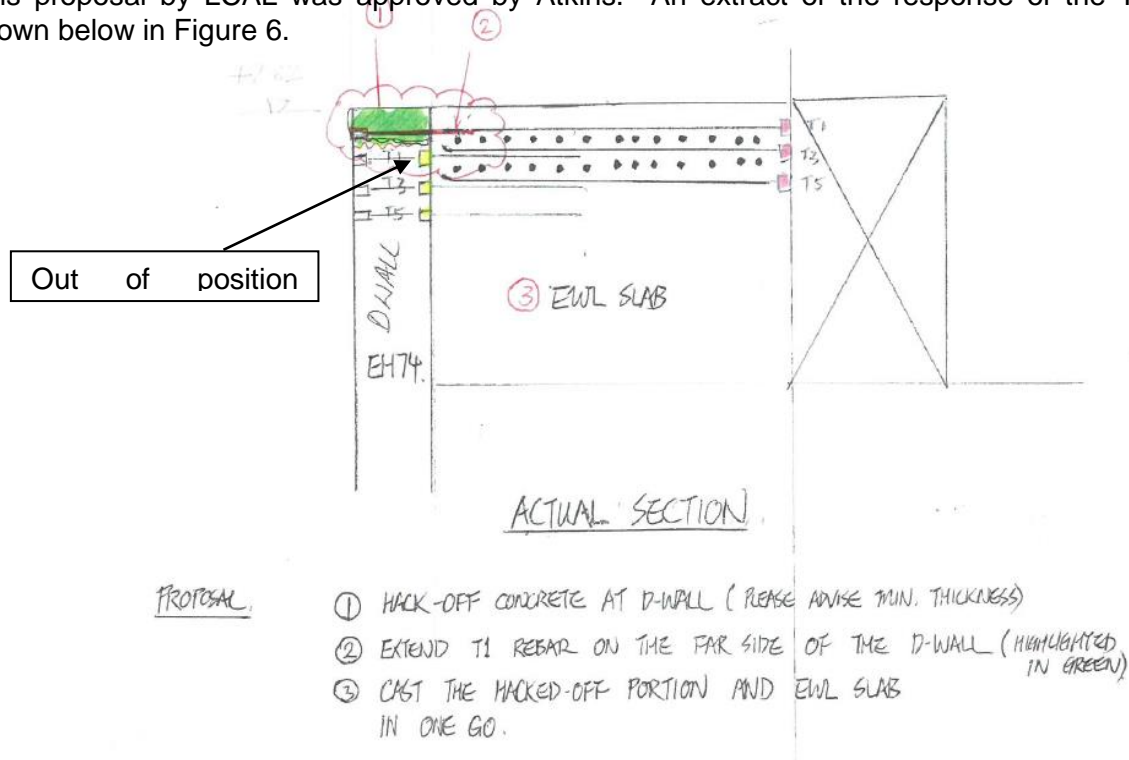 is proposal by LCAL was approved by Atkins. An extract of the response of the
own below in Figure 6.
①
②
T1
T3
T5
T1
T3
T5
Out of position
D WALL
EH74.
③ EWL SLAB
ACTUAL SECTION
PROPOSAL.
① HACK-OFF CONCRETE AT D-WALL (PLEASE ADVISE MIN. THICKNESS)
② EXTEND T1 REBAR ON THE FAR SIDE OF THE D-WALL (HIGHLIGHTED
IN GREEN)
③ CAST THE HACKED-OFF PORTION AND EWL SLAB
IN ONE GO.